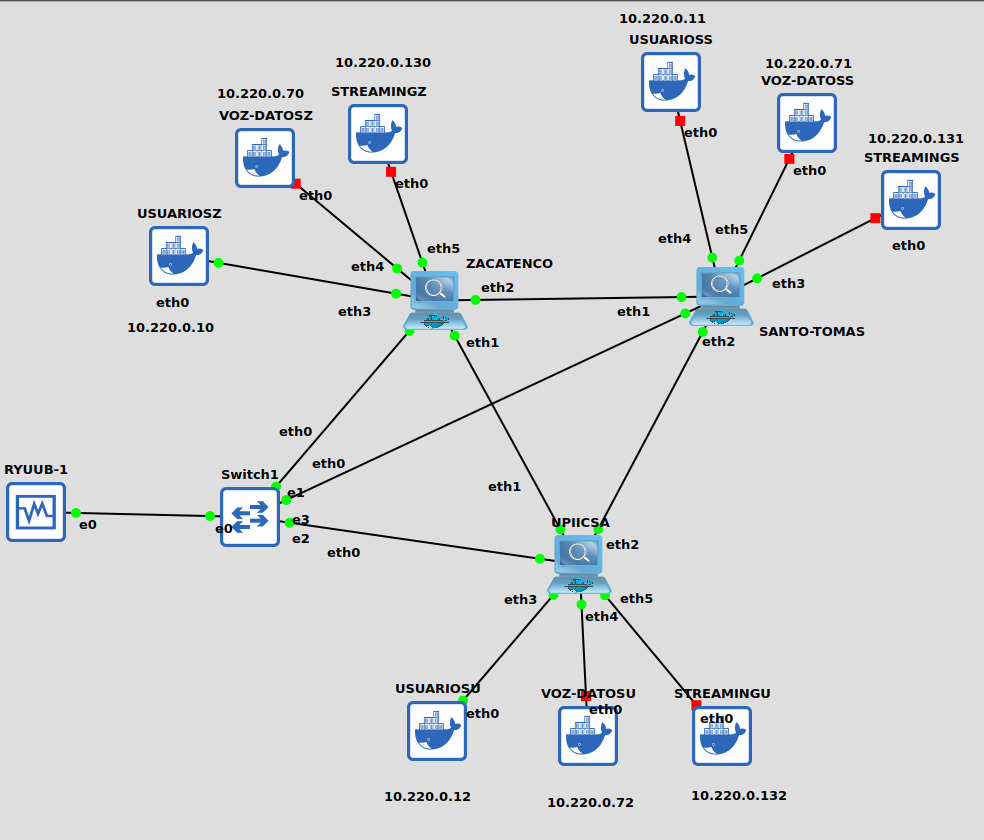 10.220.0.11
USUARIOSS
eth0
10.220.0.71
VOZ-DATOSS
eth0
10.220.0.131
STREAMINGS
eth0
10.220.0.130
STREAMINGZ
eth0
10.220.0.70
VOZ-DATOSZ
eth0
USUARIOSZ
eth0
10.220.0.10
eth4
eth5
ZACATENCO
eth3
eth2
eth1
eth0
eth4
eth5
eth3
eth1
SANTO-TOMAS
eth2
RYUUB-1
e0
Switch1
eth0
e1
e0
e3
e2
eth0
eth1
UPIICSA
eth2
eth3
eth4
eth5
USUARIOSU
eth0
10.220.0.12
VOZ-DATOSU
eth0
10.220.0.72
STREAMINGU
eth0
10.220.0.132